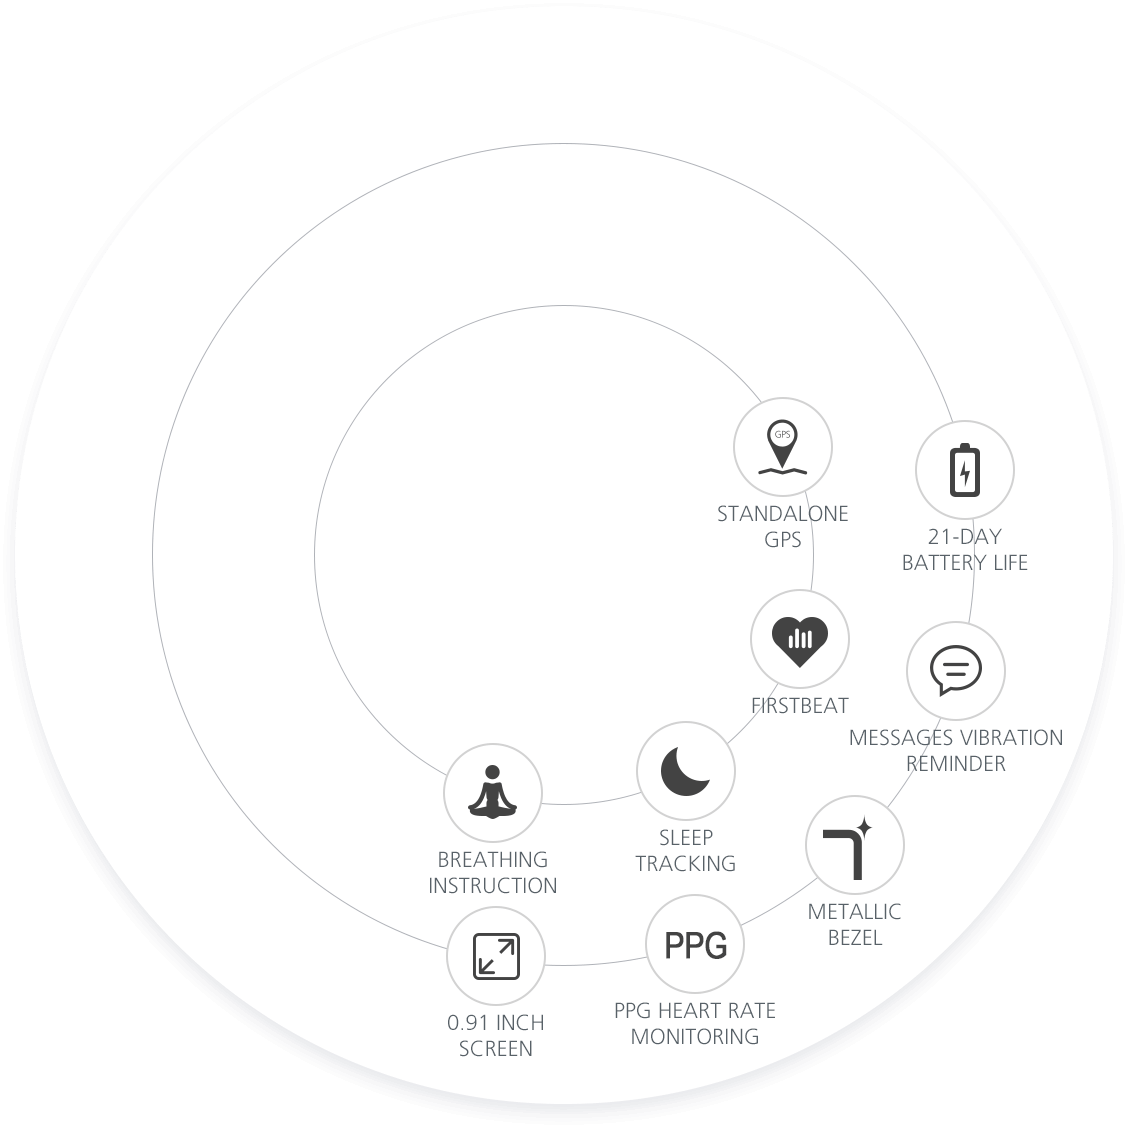 GPS
STANDALONE
GPS
21-DAY
BATTERY LIFE
FIRSTBEAT
MESSAGES VIBRATION
REMINDER
SLEEP
TRACKING
BREATHING
INSTRUCTION
METALLIC
BEZEL
PPG
PPG HEART RATE
MONITORING
0.91 INCH
SCREEN